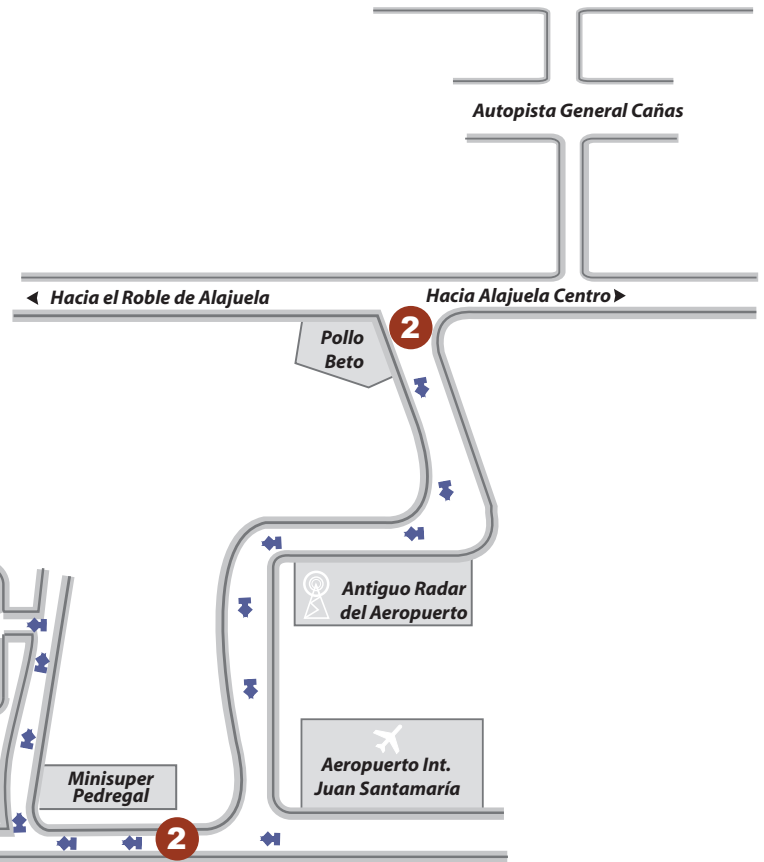 Autopista General Cañas
Hacia el Roble de Alajuela
Hacia Alajuela Centro
2
Pollo
Beto
Antiguo Radar
del Aeropuerto
Aeropuerto Int.
Juan Santamaría
Minisuper
Pedregal
2